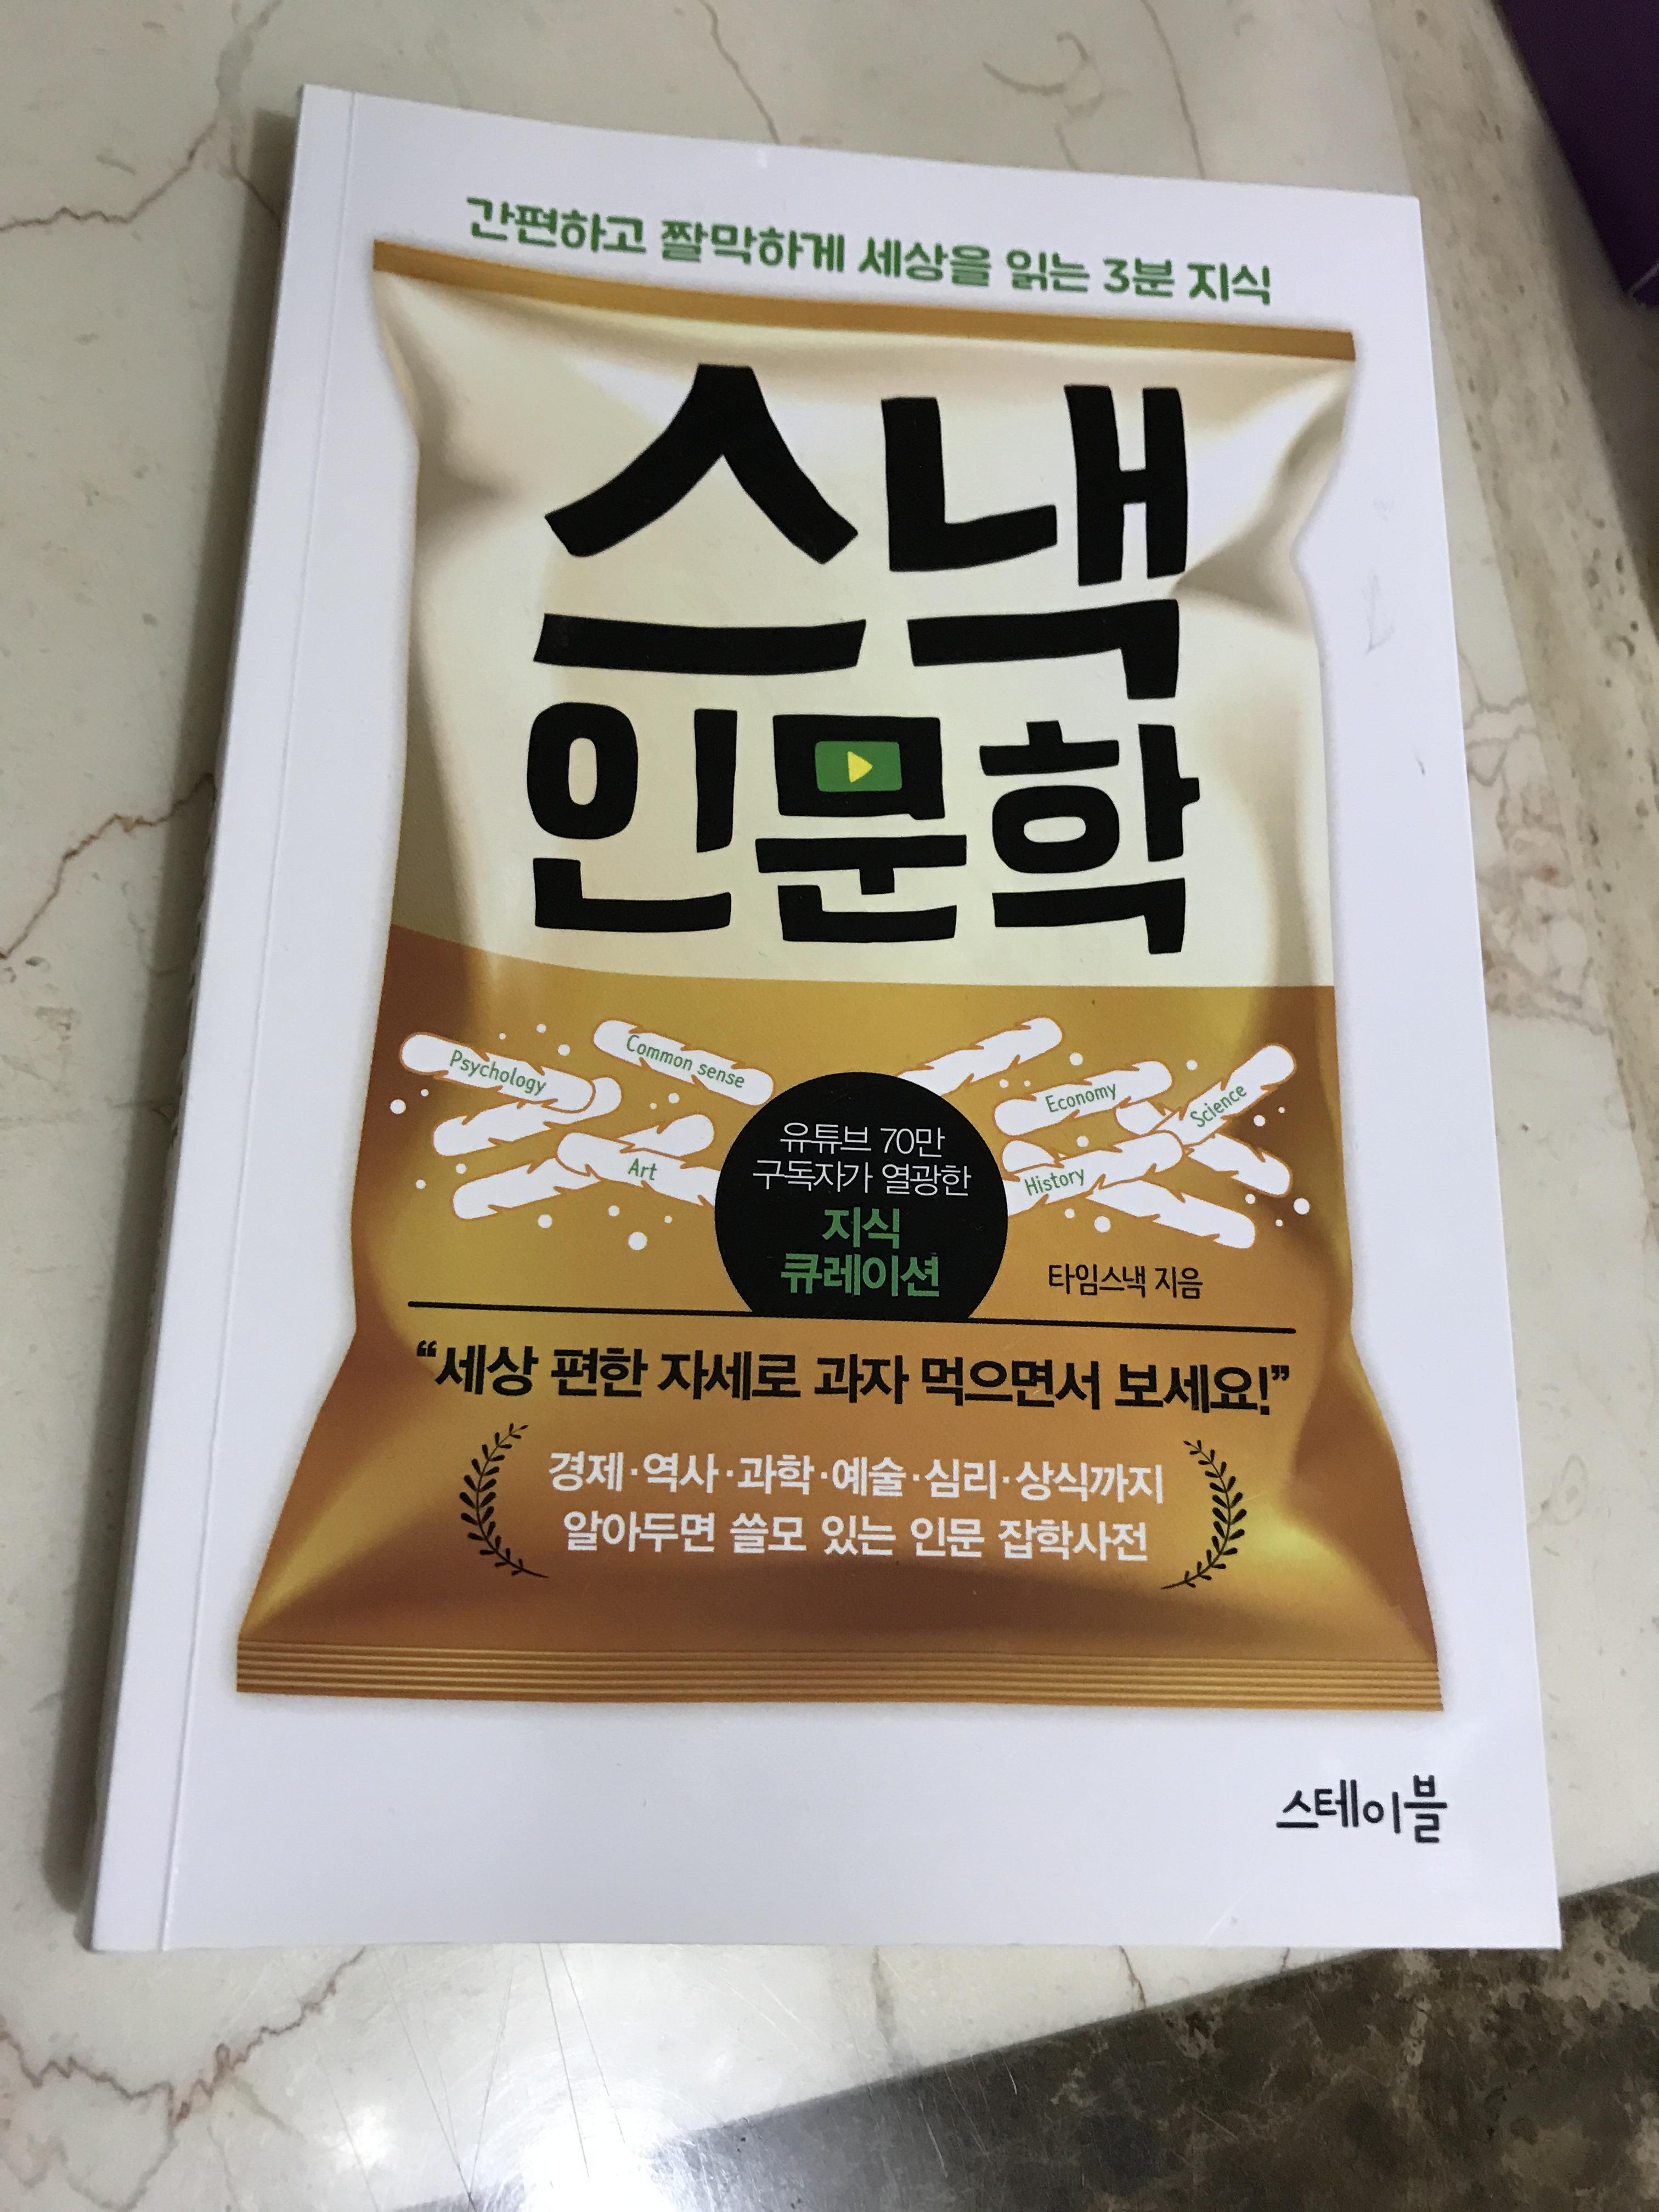 간편하고 짤막하게 세상을 읽는 3분 지식
스낵
인문학
Psychology
Common sense
Art
Economy
Science
History
유튜브 70만
구독자가 열광한
지식
큐레이션
타임스낵 지음
“세상 편한 자세로 과자 먹으면서 보세요!”
경제·역사·과학·예술·심리·상식까지
알아두면 쓸모 있는 인문 잡학사전
스테이블